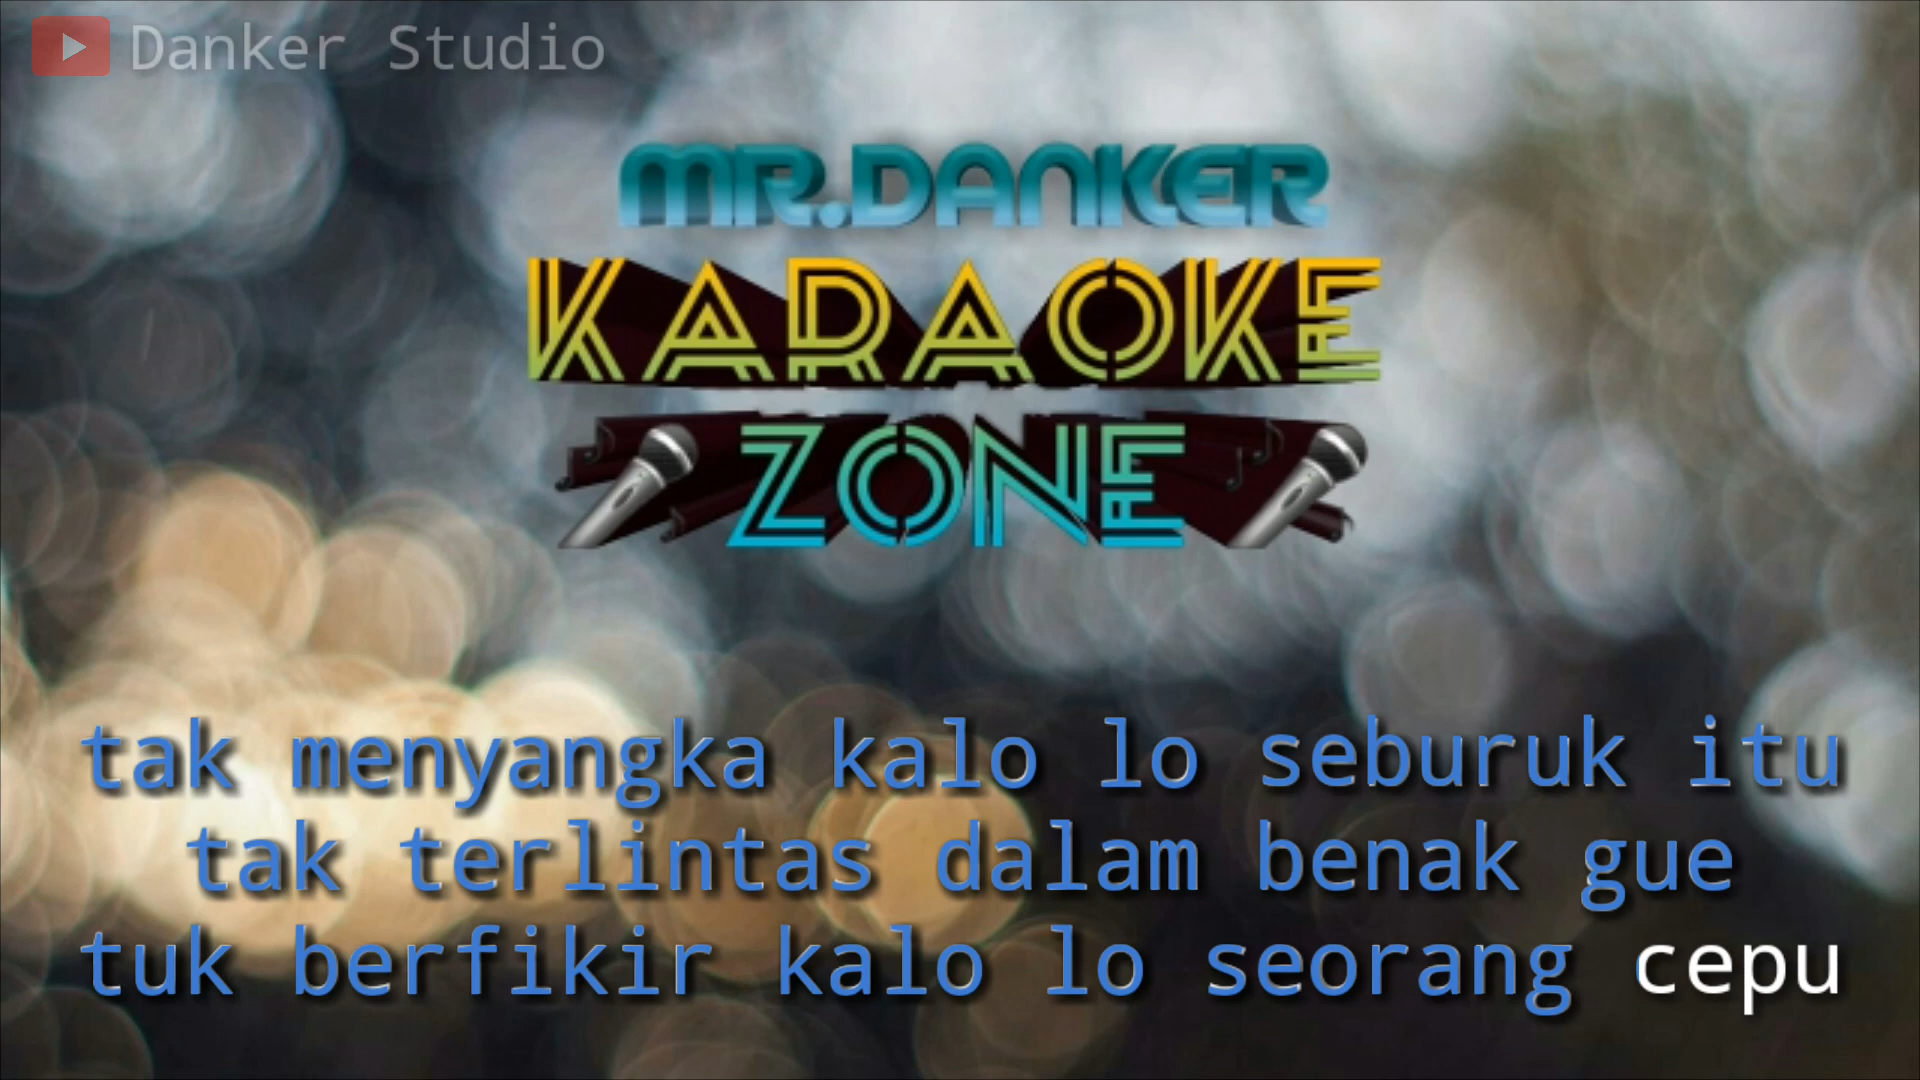 Danker Studio
MR.DANKER
KARAOKE
ZONE
tak menyangka kalo lo seburuk itu
tak terlintas dalam benak gue
tuk berfikir kalo lo seorang cepu